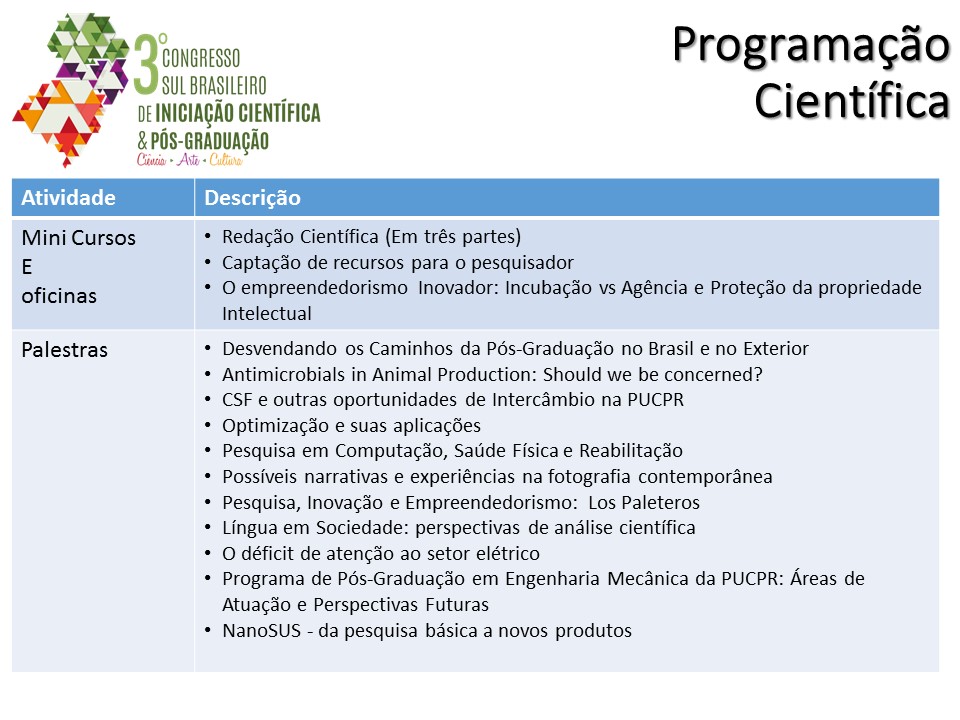 3º CONGRESSO
SUL BRASILEIRO
DE INICIAÇÃO CIENTÍFICA
& PÓS-GRADUAÇÃO
Ciência • Arte • Cultura
Programação
Científica
Atividade
Descrição
Mini Cursos
E
oficinas
• Redação Científica (Em três partes)
• Captação de recursos para o pesquisador
• O empreendedorismo Inovador: Incubação vs Agência e Proteção da propriedade
Intelectual
Palestras
• Desvendando os Caminhos da Pós-Graduação no Brasil e no Exterior
• Antimicrobials in Animal Production: Should we be concerned?
• CSF e outras oportunidades de Intercâmbio na PUCPR
• Optimização e suas aplicações
• Pesquisa em Computação, Saúde Física e Reabilitação
• Possíveis narrativas e experiências na fotografia contemporânea
• Pesquisa, Inovação e Empreendedorismo: Los Paleteros
• Língua em Sociedade: perspectivas de análise científica
• O déficit de atenção ao setor elétrico
• Programa de Pós-Graduação em Engenharia Mecânica da PUCPR: Áreas de
Atuação e Perspectivas Futuras
• NanoSUS - da pesquisa básica a novos produtos